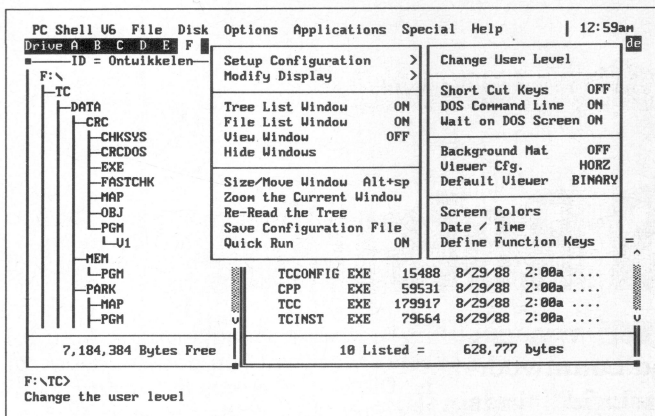 PC Shell V6 File Disk Options Applications Special Help | 12:59am
Drive A B C D E F de
ID = Ontwikkelen
F:\
TC
DATA
CRC
CHKSYS
CRCDOS
EXE
FASTCHK
MAP
OBJ
PGM
V1
MEM
PGM
PARK
MAP
PGM
7,184,384 Bytes Free
Setup Configuration >
Modify Display >
Tree List Window ON
File List Window ON
View Window OFF
Hide Windows
Size/Move Window Alt+sp
Zoom the Current Window
Re-Read the Tree
Save Configuration File
Quick Run ON
Change User Level
Short Cut Keys OFF
DOS Command Line ON
Wait on DOS Screen ON
Background Mat OFF
Viewer Cfg. HORZ
Default Viewer BINARY
Screen Colors
Date / Time
Define Function Keys
TCCONFIG EXE 15488 8/29/88 2:00a ....
CPP EXE 59531 8/29/88 2:00a ....
TCC EXE 179917 8/29/88 2:00a ....
TCINST EXE 79664 8/29/88 2:00a ....
10 Listed = 628,777 bytes
F:\TC>
Change the user level